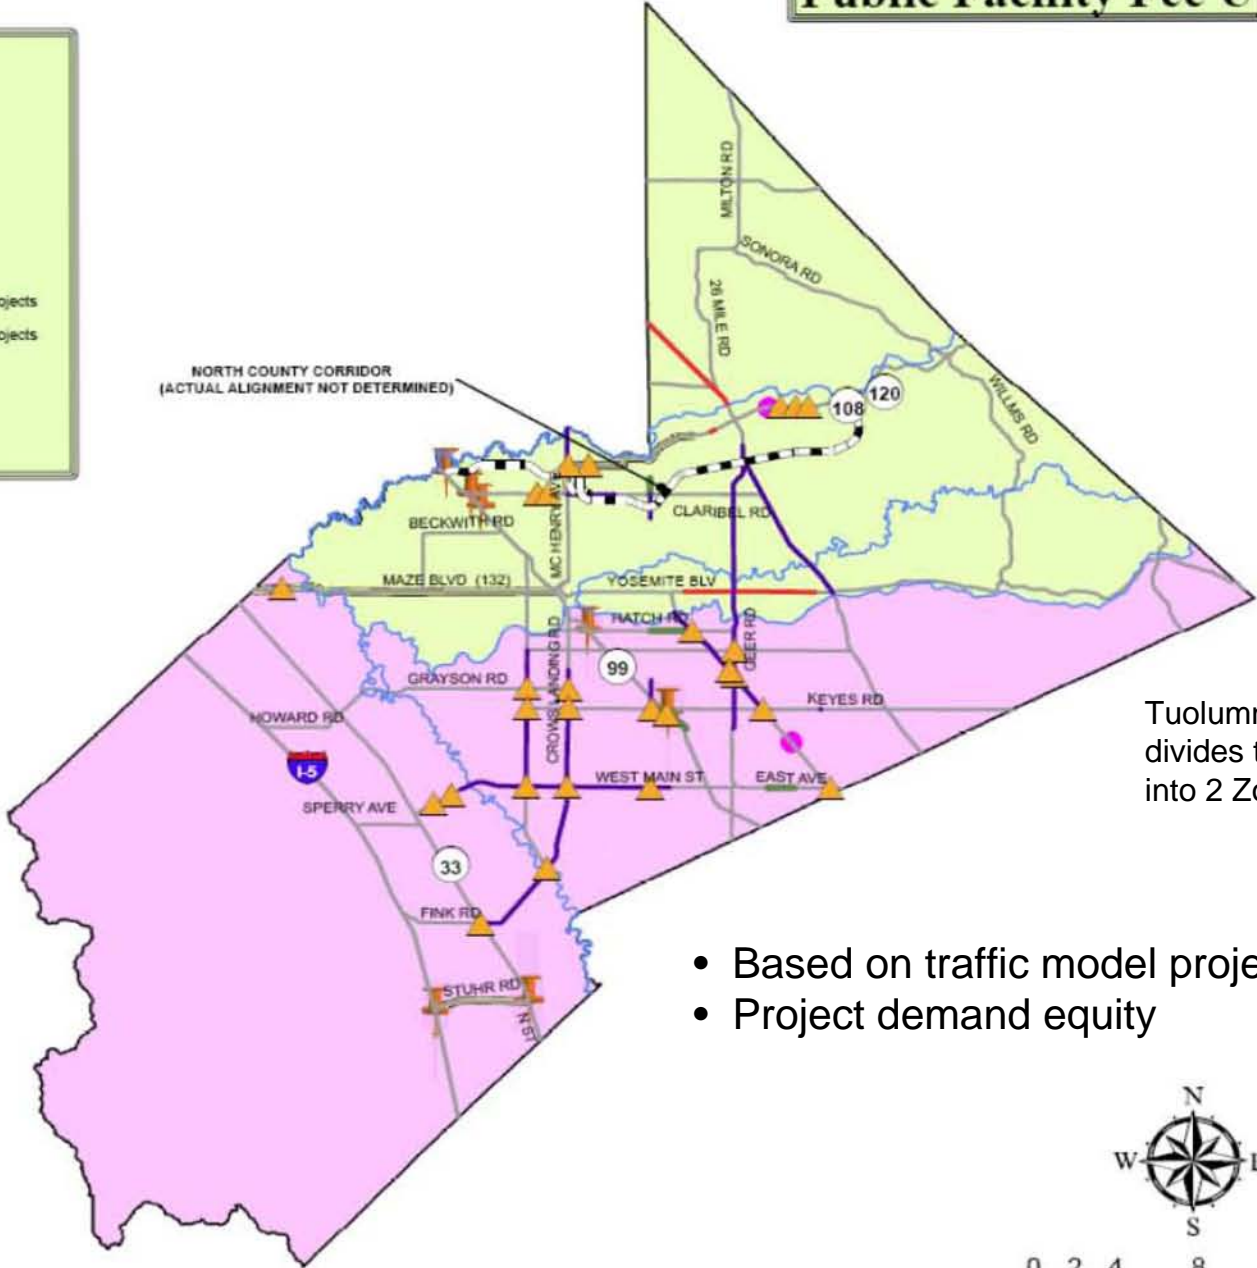 Public Facility Fee
ojects
ojects
NORTH COUNTY CORRIDOR
(ACTUAL ALIGNMENT NOT DETERMINED)
MILTON RD
SONORA RD
26 MILE RD
WILLMS RD
108
120
BECKWITH RD
MC HENRY AVE
CLARIBEL RD
MAZE BLVD (132)
YOSEMITE BLV
HATCH RD
GEER RD
CROWS LANDING RD
99
GRAYSON RD
KEYES RD
HOWARD RD
I-5
WEST MAIN ST
EAST AVE
SPERRY AVE
33
FINK RD
STUHR RD
N ST
Tuolumn
divides t
into 2 Zo
• Based on traffic model proje
• Project demand equity
N
W
S
0 2 4 8